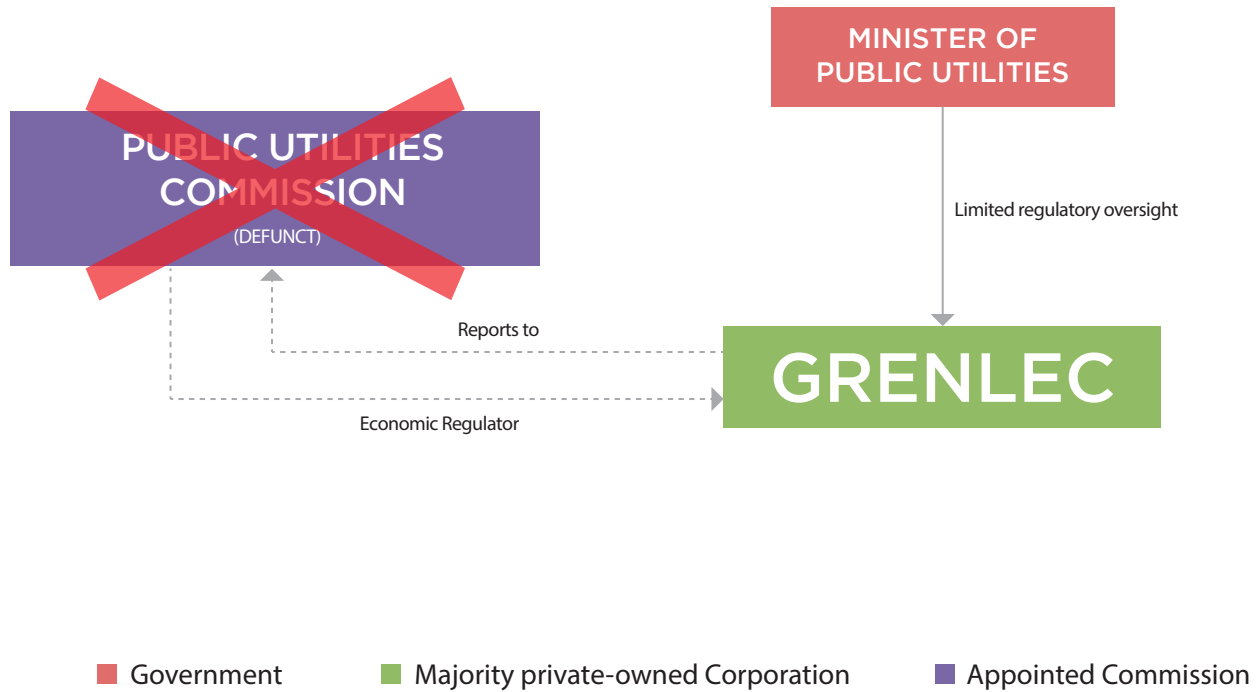 MINISTER OF
PUBLIC UTILITIES
PUBLIC UTILITIES
COMMISSION
(DEFUNCT)
Limited regulatory oversight
Reports to
GRENLEC
Economic Regulator
Government
Majority private-owned Corporation
Appointed Commission